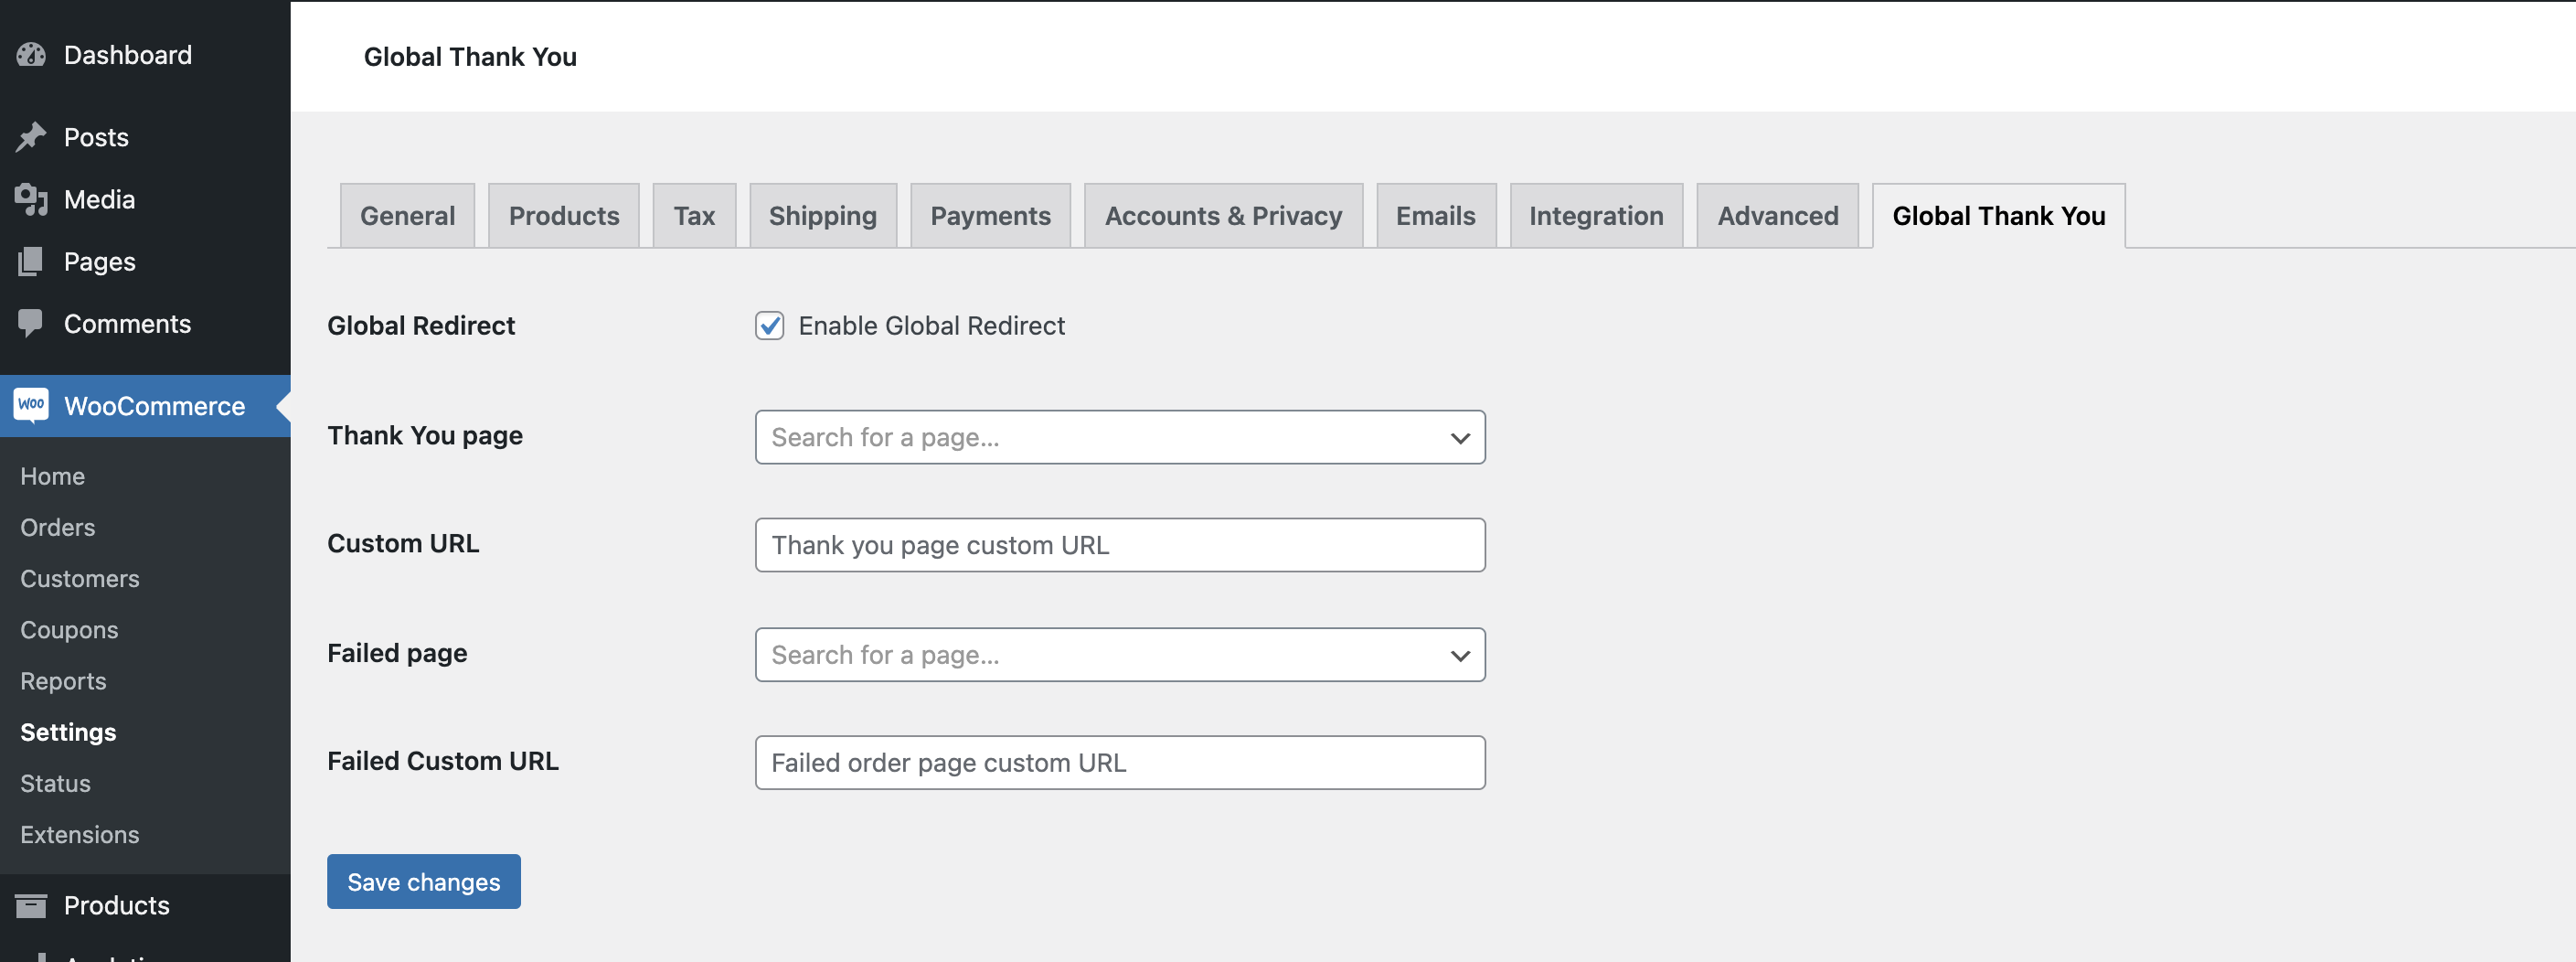 Dashboard
Posts
Media
Pages
Comments
Woo WooCommerce
Home
Orders
Customers
Coupons
Reports
Settings
Status
Extensions
Products
Global Thank You
General Products Tax Shipping Payments Accounts & Privacy Emails Integration Advanced Global Thank You
Global Redirect Enable Global Redirect
Thank You page Search for a page...
Custom URL Thank you page custom URL
Failed page Search for a page...
Failed Custom URL Failed order page custom URL
Save changes